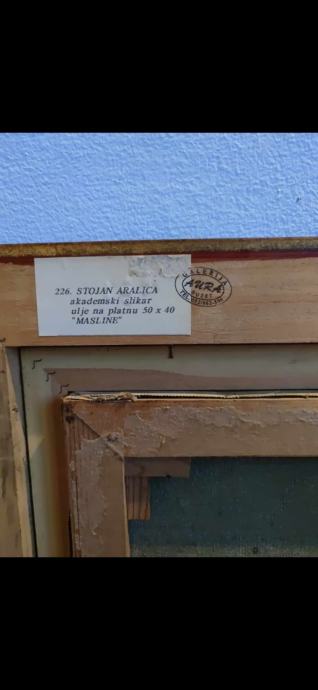 226. STOJAN ARALICA
akademski slikar
ulje na platnu 50 x 40
"MASLINE"
GALERIJA
AURA